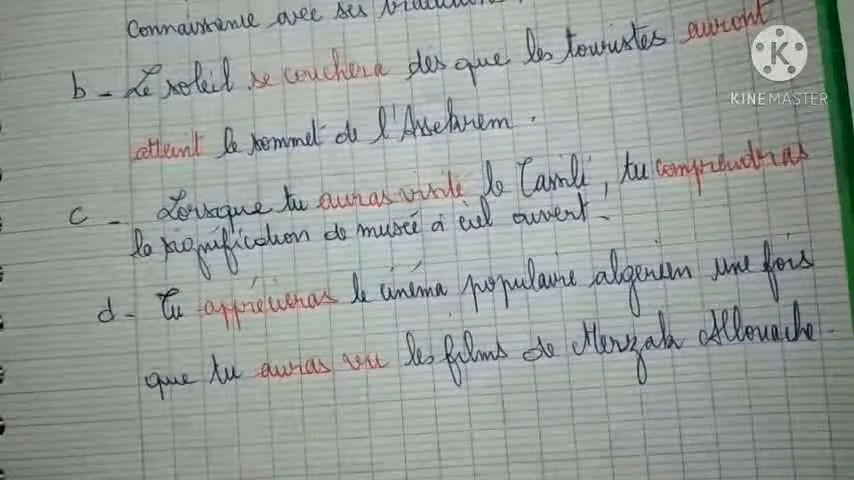 connaissance avec ses traditions.
b - Le soleil se couchera dès que les touristes auront
KINEMASTER
atteint le sommet de l'Assekrem.
c - Lorsque tu auras visité le Tassili, tu comprendras
la signification de musée à ciel ouvert.
d - Tu apprécieras le cinéma populaire algérien une fois
que tu auras vu les films de Merzak Allouache.